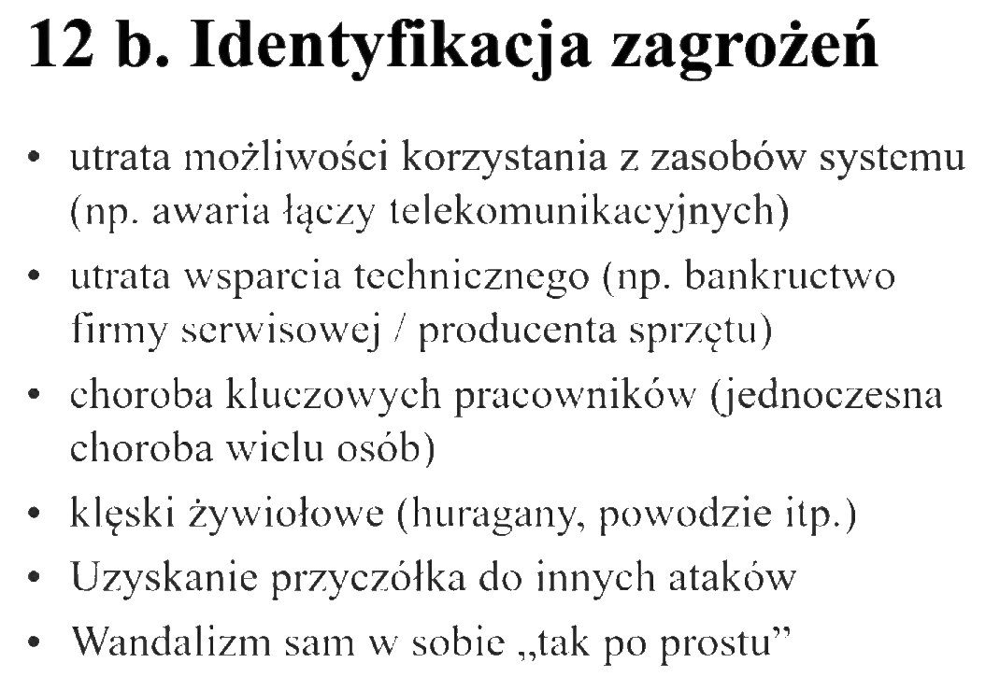 12 b. Identyfikacja zagrożeń
• utrata możliwości korzystania z zasobów systemu
(np. awaria łączy telekomunikacyjnych)
• utrata wsparcia technicznego (np. bankructwo
firmy serwisowej / producenta sprzętu)
• choroba kluczowych pracowników (jednoczesna
choroba wielu osób)
• klęski żywiołowe (huragany, powodzie itp.)
• Uzyskanie przyczółka do innych ataków
• Wandalizm sam w sobie „tak po prostu”